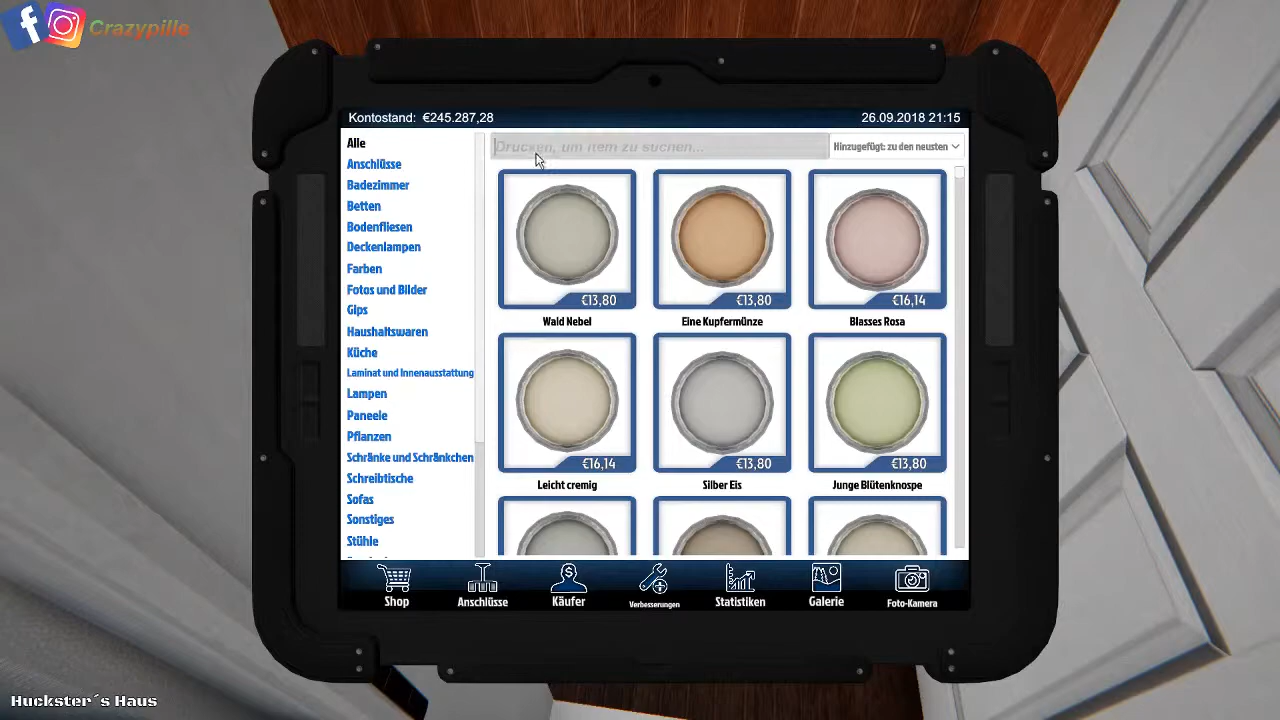 Crazypille
Kontostand: €245.287,28
26.09.2018 21:15
Alle
Anschlüsse
Badezimmer
Betten
Bodenfliesen
Deckenlampen
Farben
Fotos und Bilder
Gips
Haushaltswaren
Küche
Laminat und Innenausstattung
Lampen
Paneele
Pflanzen
Schränke und Schränkchen
Schreibtische
Sofas
Sonstiges
Stühle
Drücken, um Item zu suchen...
Hinzugefügt: zu den neusten
€13,80
€13,80
€16,14
Wald Nebel
Eine Kupfermünze
Blasses Rosa
€16,14
€13,80
€13,80
Leicht cremig
Silber Eis
Junge Blütenknospe
Shop
Anschlüsse
Käufer
Verbesserungen
Statistiken
Galerie
Foto-Kamera
Huckster´s Haus